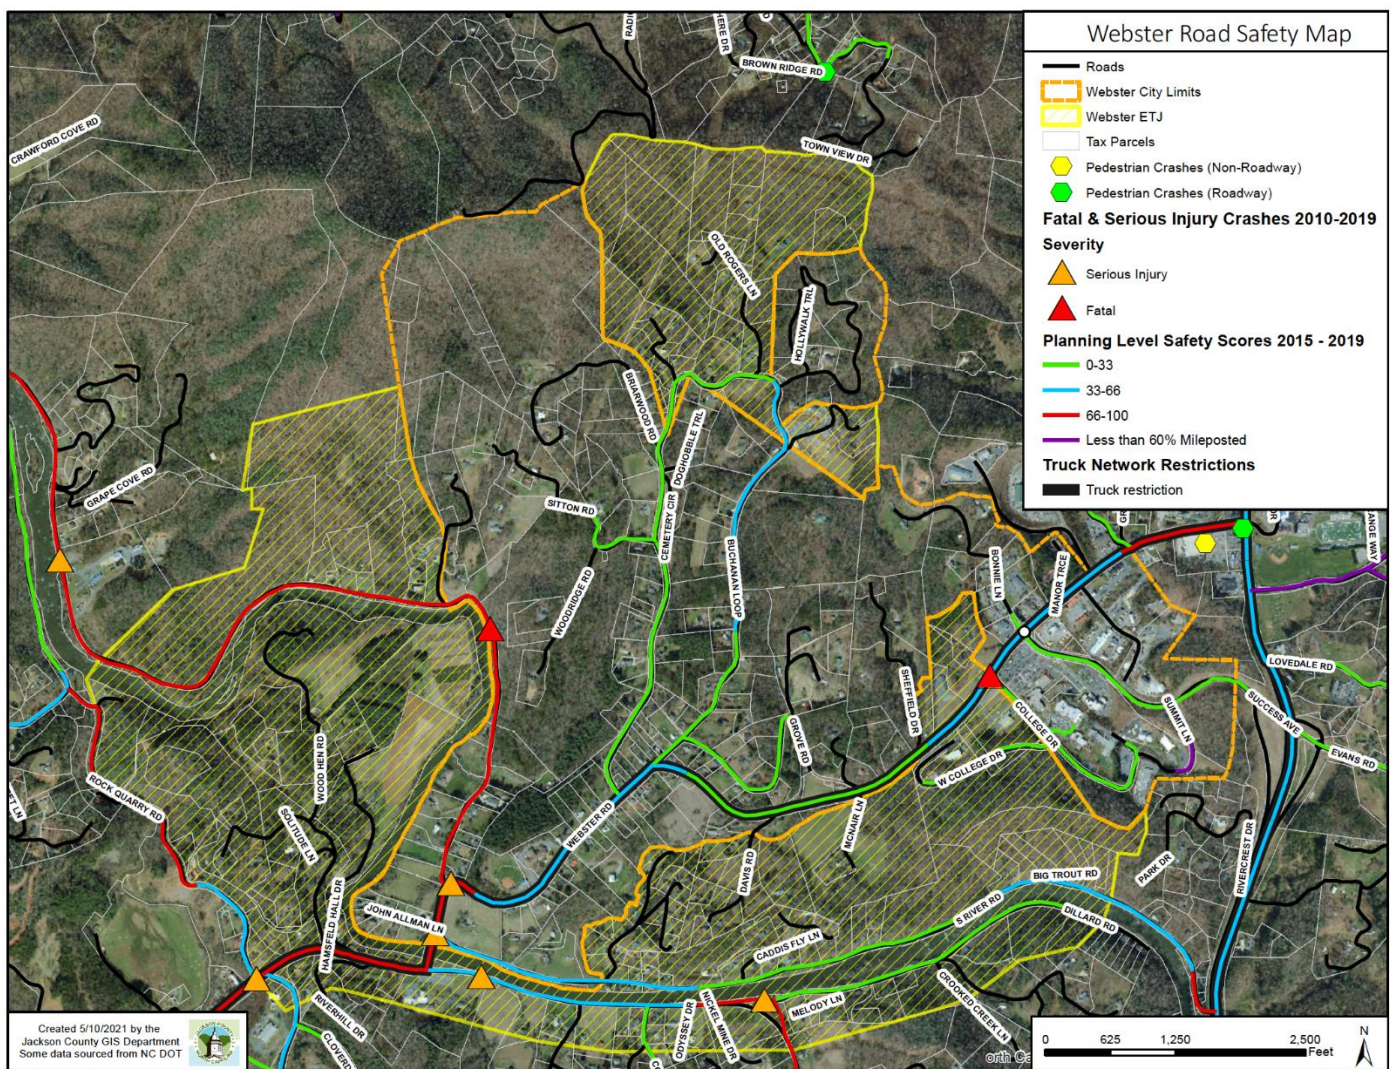 Webster Road Safety Map
Roads
Webster City Limits
Webster ETJ
Tax Parcels
Pedestrian Crashes (Non-Roadway)
Pedestrian Crashes (Roadway)
Fatal & Serious Injury Crashes 2010-2019
Severity
Serious Injury
Fatal
Planning Level Safety Scores 2015 - 2019
0-33
33-66
66-100
Less than 60% Mileposted
Truck Network Restrictions
Truck restriction
BROWN RIDGE RD
CRAWFORD COVE RD
TOWN VIEW DR
OLD ROGERS LN
HOLLYWALK TRL
BRIARWOOD RD
DOGHOBBLE TRL
GRAPE COVE RD
SITTON RD
CEMETERY CIR
BUCHANAN LOOP
WOODRIDGE RD
BONNIE LN
MANOR TRCE
ANGE WAY
LOVEDALE RD
SHEFFIELD DR
GROVE RD
COLLEGE DR
SUMMIT LN
SUCCESS AVE
EVANS RD
W COLLEGE DR
WOOD HEN RD
ROCK QUARRY RD
SOLITUDE LN
WEBSTER RD
MCNAIR LN
DAVIS RD
PARK DR
RIVERCREST DR
BIG TROUT RD
S RIVER RD
DILLARD RD
JOHN ALLMAN LN
HAMSFELD HALL DR
CADDIS FLY LN
CROOKED CREEK LN
MELODY LN
NICKEL MINE DR
ODYSSEY DR
RIVERHILL DR
CLOVERD
Created 5/10/2021 by the
Jackson County GIS Department
Some data sourced from NC DOT
N
0 625 1,250 2,500
Feet